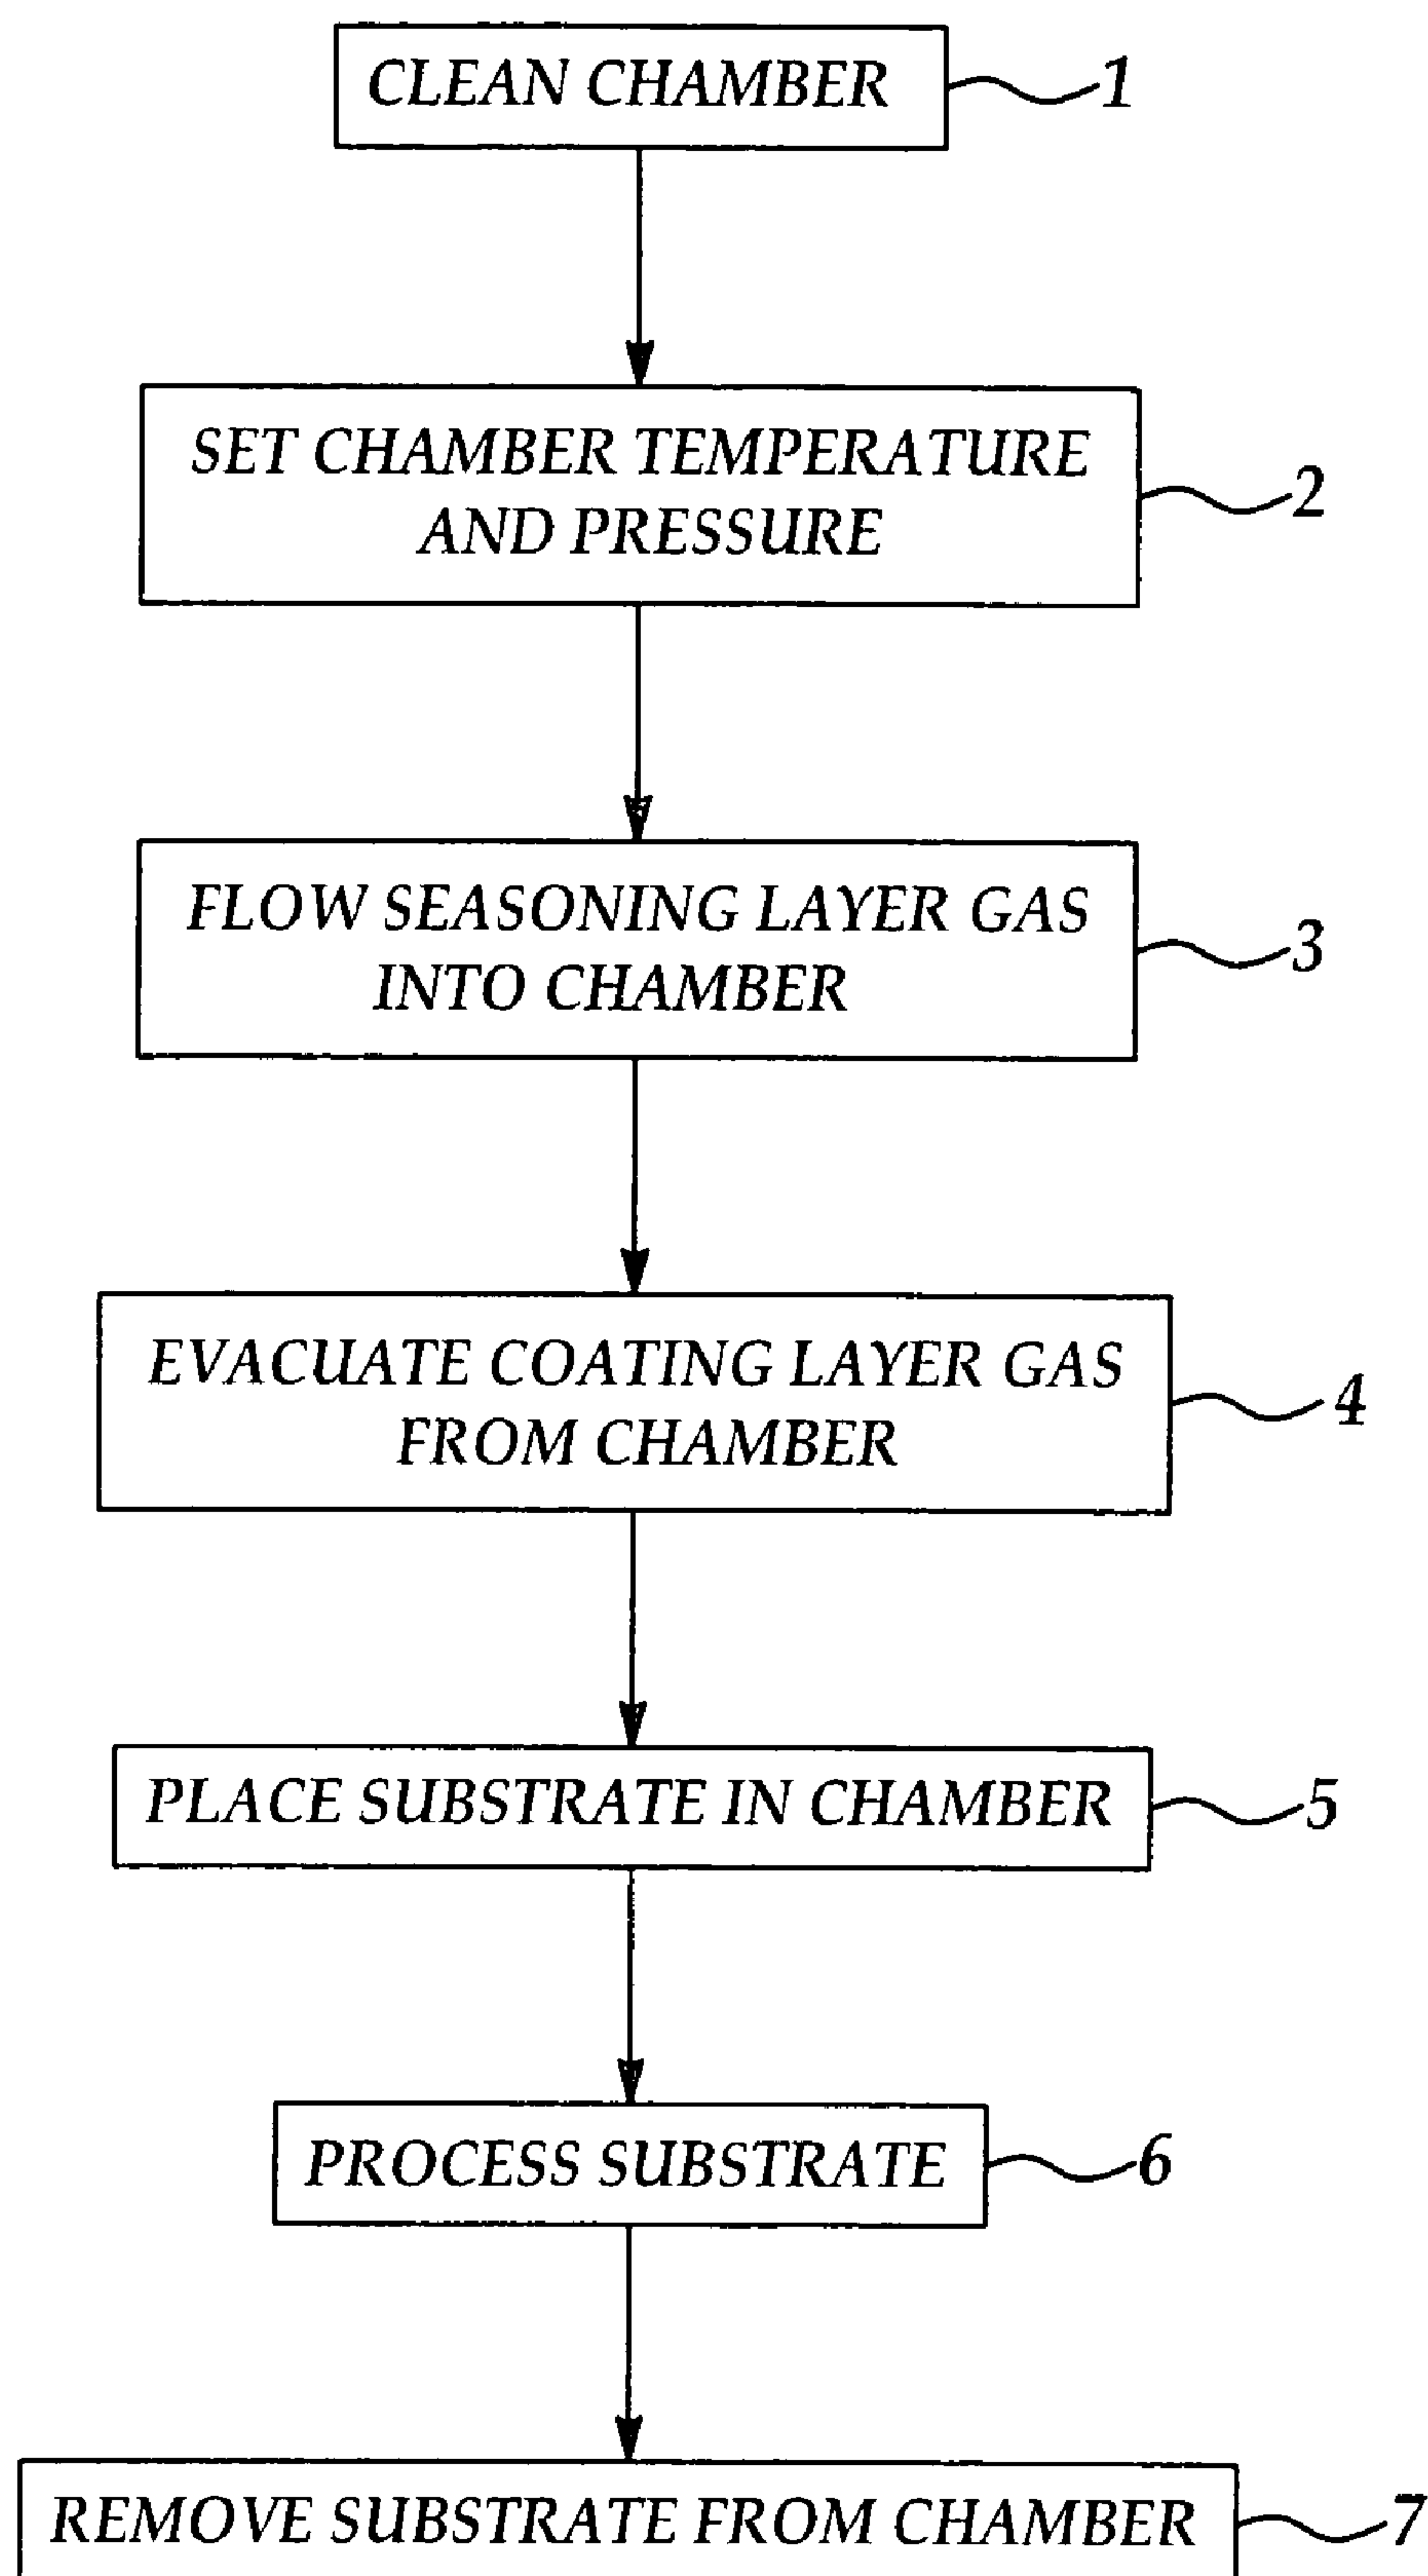 CLEAN CHAMBER
1
SET CHAMBER TEMPERATURE
AND PRESSURE
2
FLOW SEASONING LAYER GAS
INTO CHAMBER
3
EVACUATE COATING LAYER GAS
FROM CHAMBER
4
PLACE SUBSTRATE IN CHAMBER
5
PROCESS SUBSTRATE
6
REMOVE SUBSTRATE FROM CHAMBER
7